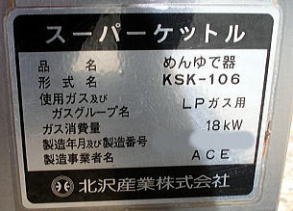 スーパーケットル
品名 めんゆで器
形式名 KSK-106
使用ガス及び
ガスグループ名 LPガス用
ガス消費量 18kW
製造年月及び製造番号
製造事業者名 ACE
北沢産業株式会社